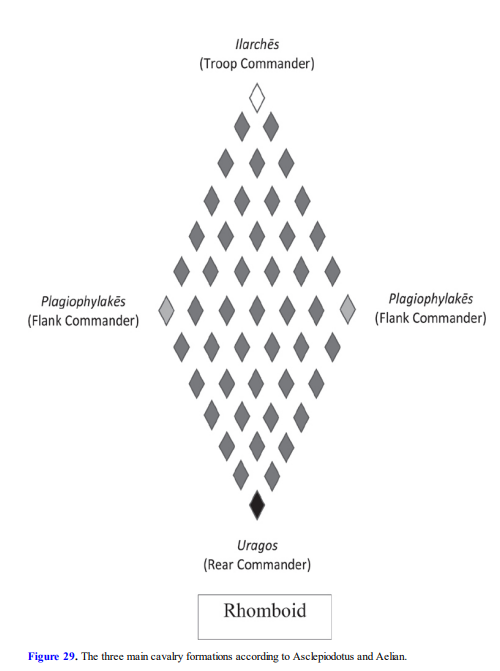 Ilarchēs
(Troop Commander)
Plagiophylakēs
(Flank Commander)
Plagiophylakēs
(Flank Commander)
Uragos
(Rear Commander)
Rhomboid
Figure 29. The three main cavalry formations according to Asclepiodotus and Aelian.